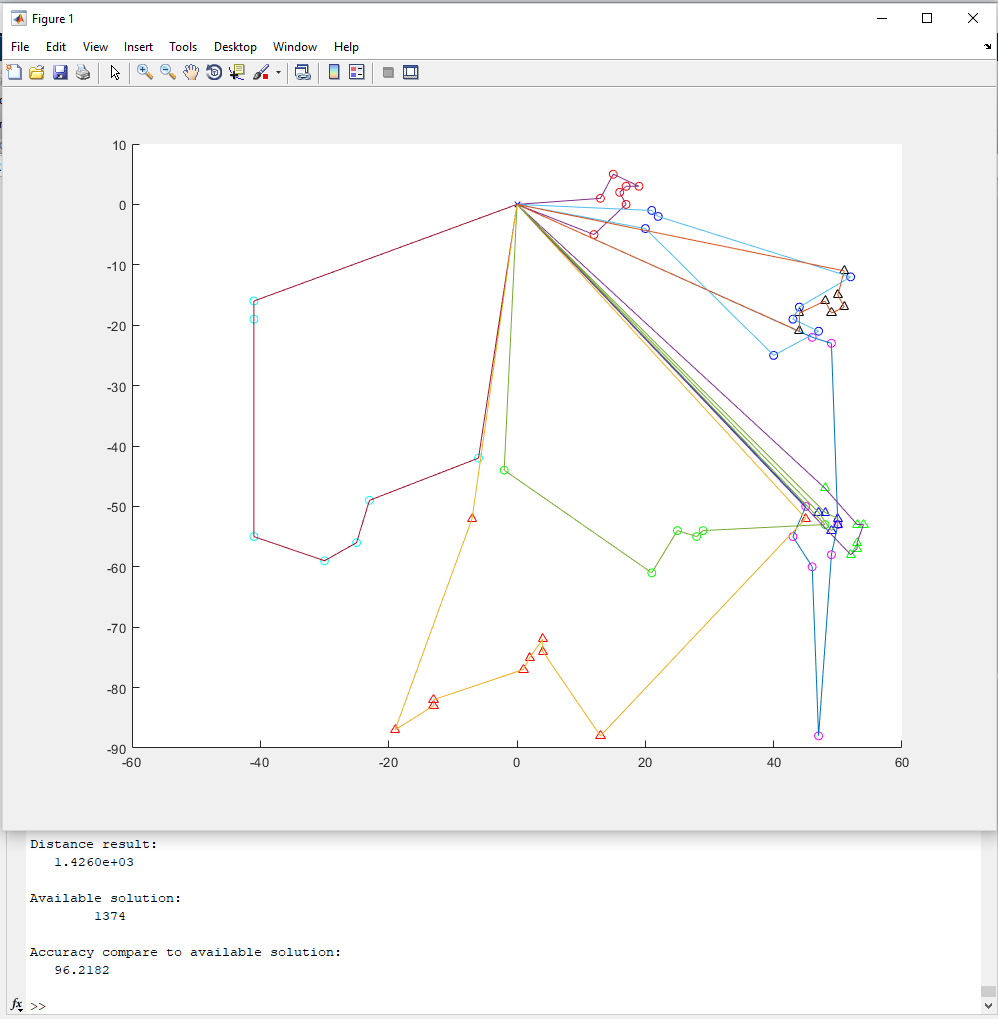 Figure 1
File Edit View Insert Tools Desktop Window Help
10
0
-10
-20
-30
-40
-50
-60
-70
-80
-90
-60 -40 -20 0 20 40 60
Distance result:
1.4260e+03
Available solution:
1374
Accuracy compare to available solution:
96.2182
fx >>